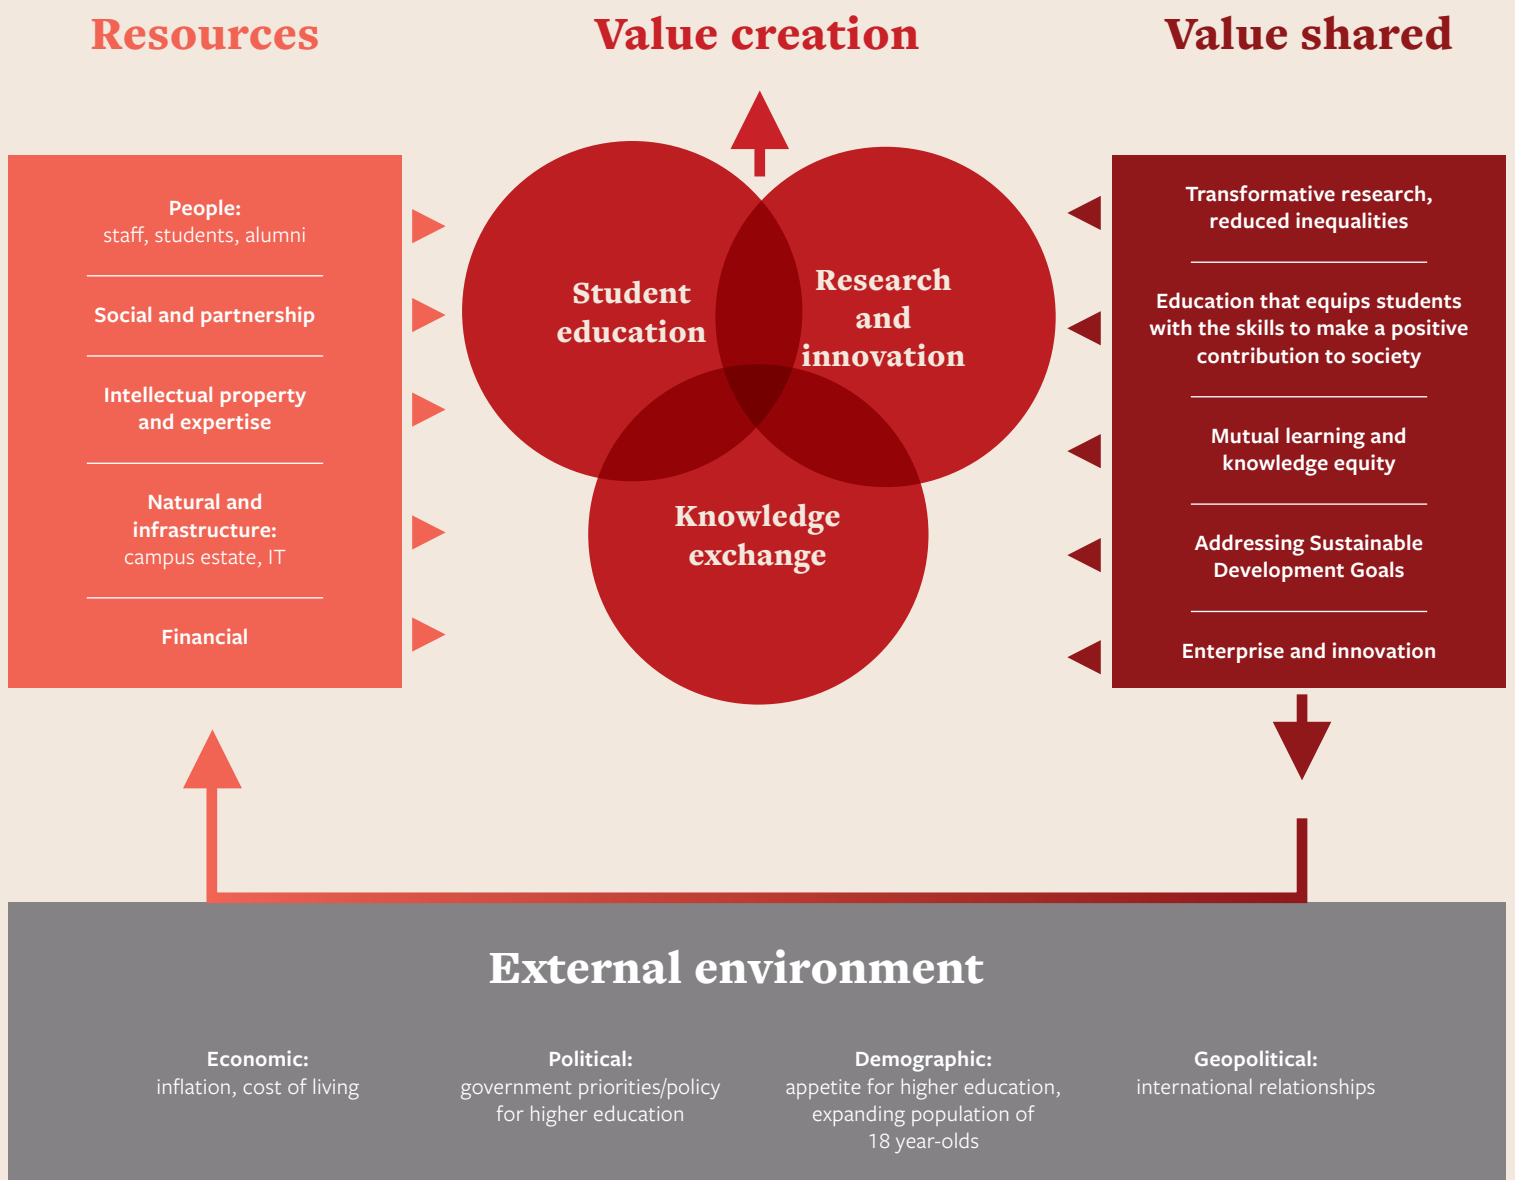 Resources
Value creation
Value shared
People:
staff, students, alumni
Social and partnership
Intellectual property
and expertise
Natural and
infrastructure:
campus estate, IT
Financial
Student
education
Research
and
innovation
Knowledge
exchange
Transformative research,
reduced inequalities
Education that equips students
with the skills to make a positive
contribution to society
Mutual learning and
knowledge equity
Addressing Sustainable
Development Goals
Enterprise and innovation
External environment
Economic:
inflation, cost of living
Political:
government priorities/policy
for higher education
Demographic:
appetite for higher education,
expanding population of
18 year-olds
Geopolitical:
international relationships